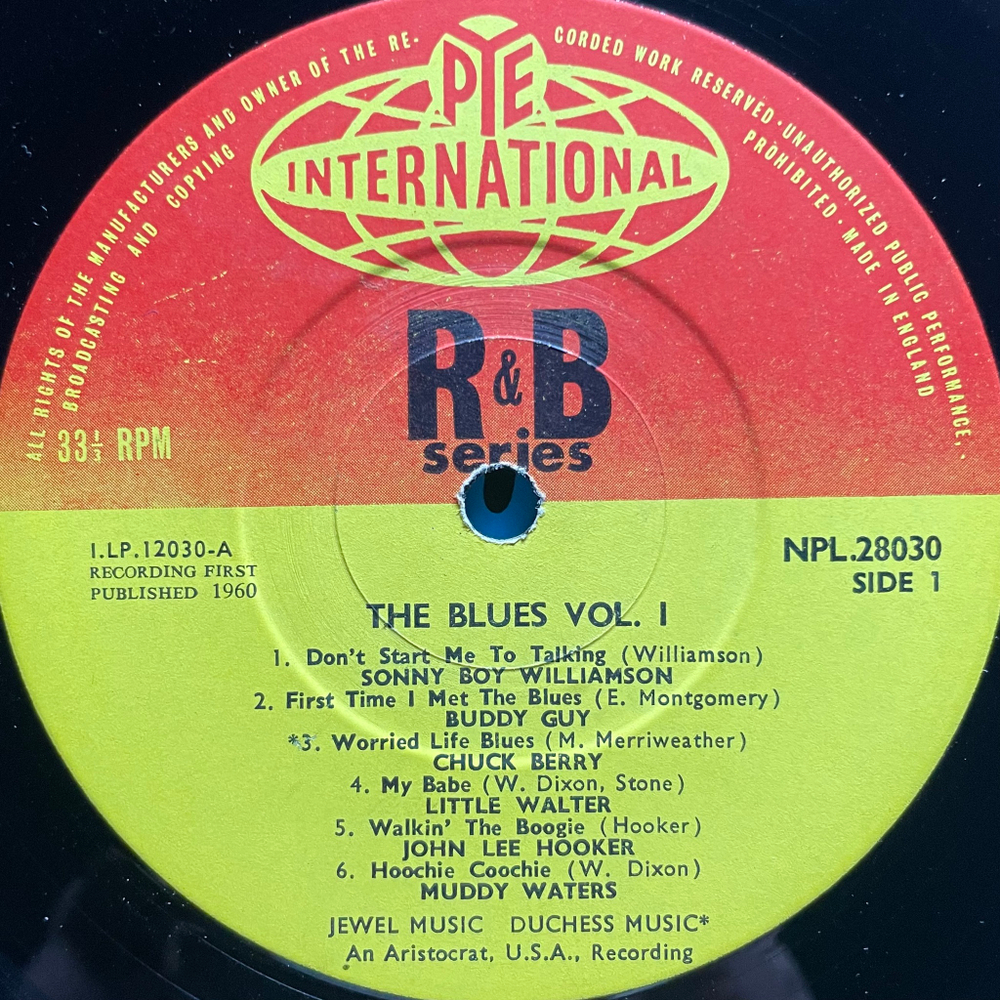 ALL RIGHTS OF THE MANUFACTURERS AND OWNER OF THE RE-
CORDED WORK RESERVED · UNAUTHORIZED PUBLIC PERFORMANCE,
BROADCASTING AND COPYING
PROHIBITED · MADE IN ENGLAND
PYE
INTERNATIONAL
R&B
series
33⅓ RPM
I.LP.12030-A
RECORDING FIRST
PUBLISHED 1960
NPL.28030
SIDE 1
THE BLUES VOL. I
1. Don't Start Me To Talking (Williamson)
SONNY BOY WILLIAMSON
2. First Time I Met The Blues (E. Montgomery)
BUDDY GUY
*3. Worried Life Blues (M. Merriweather)
CHUCK BERRY
4. My Babe (W. Dixon, Stone)
LITTLE WALTER
5. Walkin' The Boogie (Hooker)
JOHN LEE HOOKER
6. Hoochie Coochie (W. Dixon)
MUDDY WATERS
JEWEL MUSIC DUCHESS MUSIC*
An Aristocrat, U.S.A., Recording